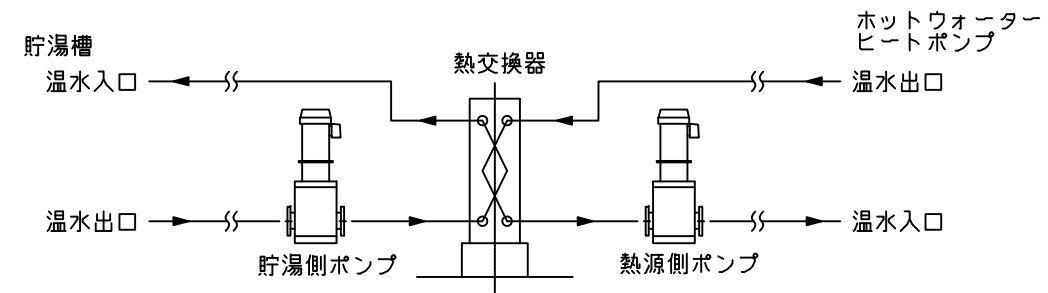 ホットウォーター
ヒートポンプ
貯湯槽
熱交換器
温水入口
温水出口
温水出口
温水入口
貯湯側ポンプ
熱源側ポンプ